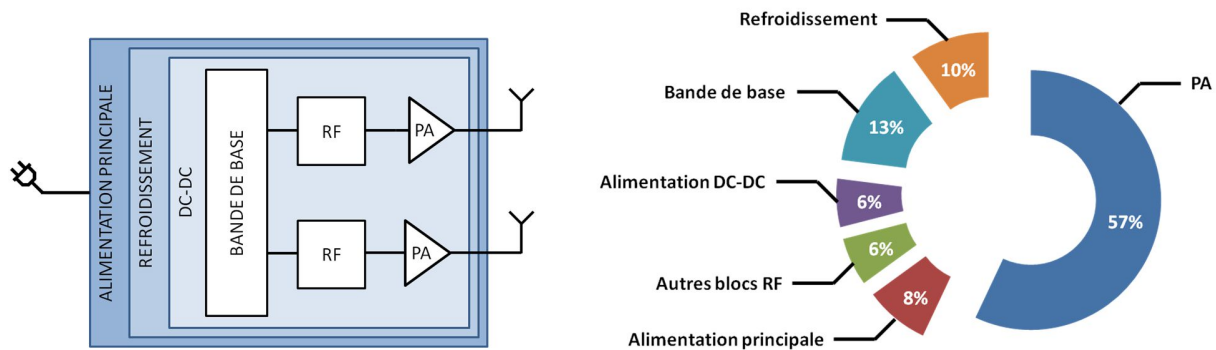 ALIMENTATION PRINCIPALE
REFROIDISSEMENT
DC-DC
BANDE DE BASE
RF
PA
RF
PA
Refroidissement
10%
PA
57%
Bande de base
13%
Alimentation DC-DC
6%
Autres blocs RF
6%
Alimentation principale
8%